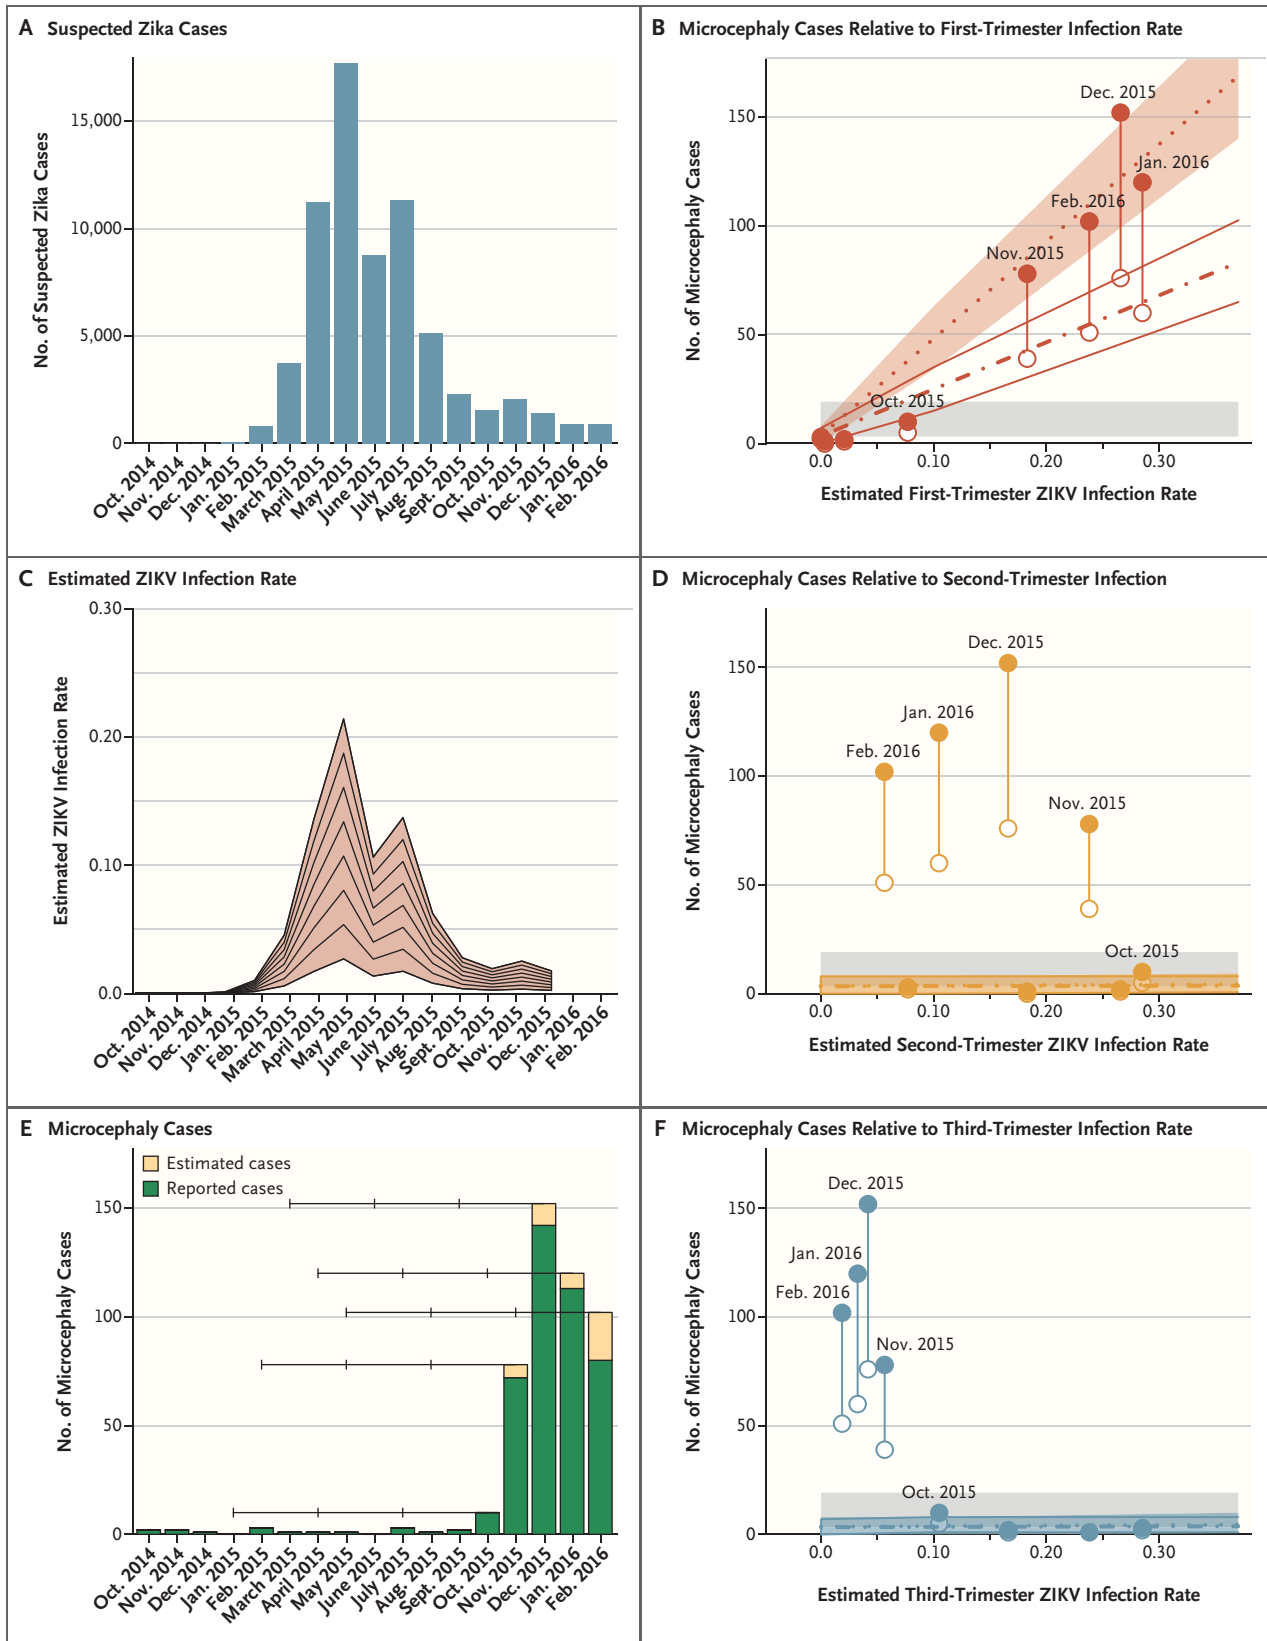 A Suspected Zika Cases
No. of Suspected Zika Cases
15,000
10,000
5,000
0
Oct. 2014
Nov. 2014
Dec. 2014
Jan. 2015
Feb. 2015
March 2015
April 2015
May 2015
June 2015
July 2015
Aug. 2015
Sept. 2015
Oct. 2015
Nov. 2015
Dec. 2015
Jan. 2016
Feb. 2016
B Microcephaly Cases Relative to First-Trimester Infection Rate
No. of Microcephaly Cases
150
100
50
0
Dec. 2015
Jan. 2016
Feb. 2016
Nov. 2015
Oct. 2015
0.0
0.10
0.20
0.30
Estimated First-Trimester ZIKV Infection Rate
C Estimated ZIKV Infection Rate
Estimated ZIKV Infection Rate
0.30
0.20
0.10
0.0
Oct. 2014
Nov. 2014
Dec. 2014
Jan. 2015
Feb. 2015
March 2015
April 2015
May 2015
June 2015
July 2015
Aug. 2015
Sept. 2015
Oct. 2015
Nov. 2015
Dec. 2015
Jan. 2016
Feb. 2016
D Microcephaly Cases Relative to Second-Trimester Infection
No. of Microcephaly Cases
150
100
50
0
Dec. 2015
Jan. 2016
Feb. 2016
Nov. 2015
Oct. 2015
0.0
0.10
0.20
0.30
Estimated Second-Trimester ZIKV Infection Rate
E Microcephaly Cases
Estimated cases
Reported cases
No. of Microcephaly Cases
150
100
50
0
Oct. 2014
Nov. 2014
Dec. 2014
Jan. 2015
Feb. 2015
March 2015
April 2015
May 2015
June 2015
July 2015
Aug. 2015
Sept. 2015
Oct. 2015
Nov. 2015
Dec. 2015
Jan. 2016
Feb. 2016
F Microcephaly Cases Relative to Third-Trimester Infection Rate
No. of Microcephaly Cases
150
100
50
0
Dec. 2015
Jan. 2016
Feb. 2016
Nov. 2015
Oct. 2015
0.0
0.10
0.20
0.30
Estimated Third-Trimester ZIKV Infection Rate